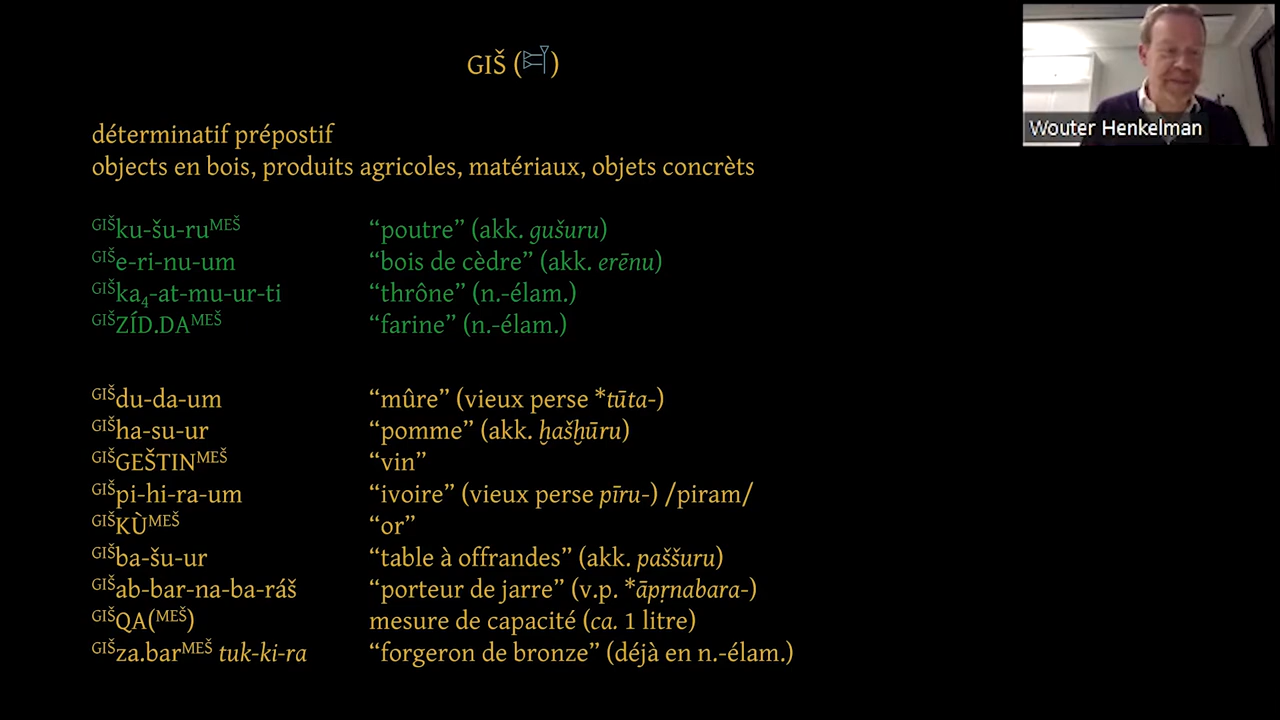 GIŠ (𒄑)
Wouter Henkelman
déterminatif prépostif
objects en bois, produits agricoles, matériaux, objets concrèts
GIŠku-šu-ruMEŠ “poutre” (akk. gušuru)
GIŠe-ri-nu-um “bois de cèdre” (akk. erēnu)
GIŠka₄-at-mu-ur-ti “thrône” (n.-élam.)
GIŠZÍD.DAMEŠ “farine” (n.-élam.)
GIŠdu-da-um “mûre” (vieux perse *tūta-)
GIŠha-su-ur “pomme” (akk. ḫašḫūru)
GIŠGEŠTINMEŠ “vin”
GIŠpi-hi-ra-um “ivoire” (vieux perse pīru-) /piram/
GIŠKÙMEŠ “or”
GIŠba-šu-ur “table à offrandes” (akk. paššuru)
GIŠab-bar-na-ba-ráš “porteur de jarre” (v.p. *āpṛnabara-)
GIŠQA(MEŠ) mesure de capacité (ca. 1 litre)
GIŠza.barMEŠ tuk-ki-ra “forgeron de bronze” (déjà en n.-élam.)